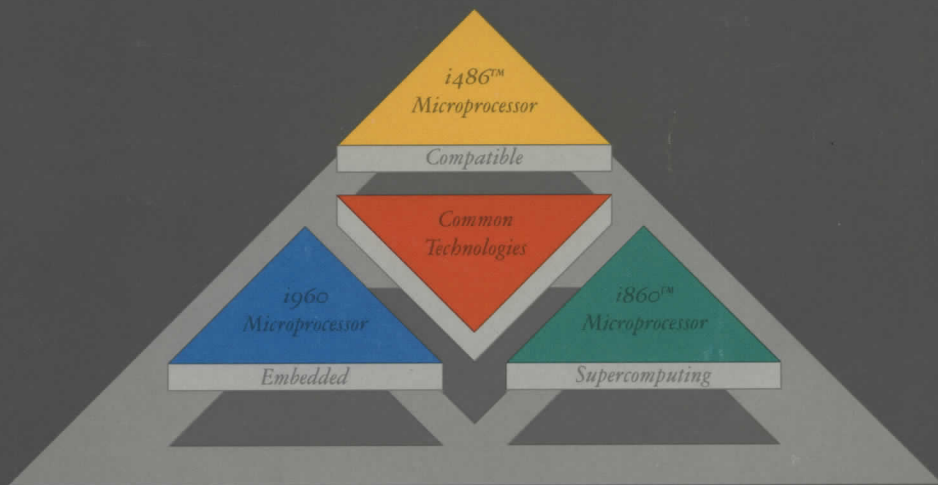 i486™
Microprocessor
Compatible
Common
Technologies
i960
Microprocessor
Embedded
i860™
Microprocessor
Supercomputing